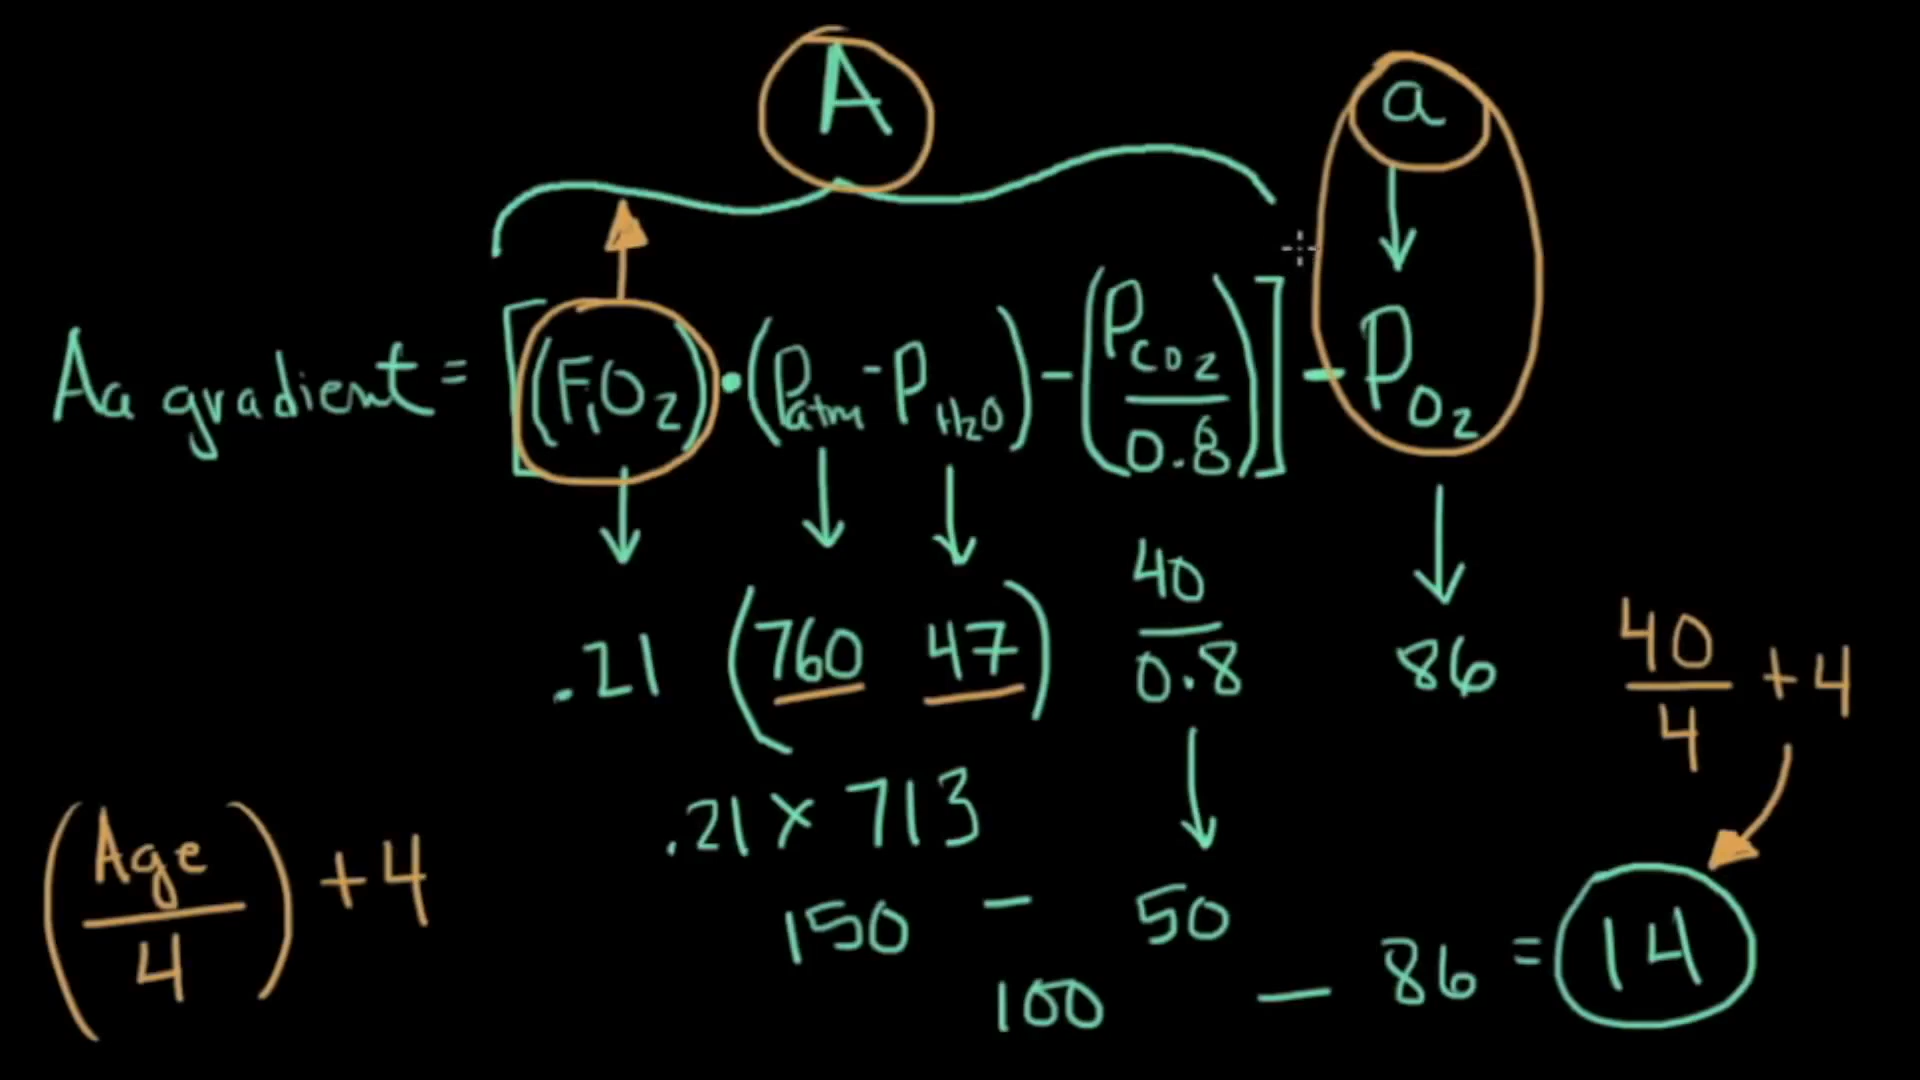 A
a
Aa gradient = [(FiO2) • (Patm - PH2O) - (PCO2 / 0.8)] - PO2
.21 (760 47) 40 / 0.8 86
40 / 4 + 4
.21 x 713
(Age / 4) + 4
150 - 50
100 - 86 = 14